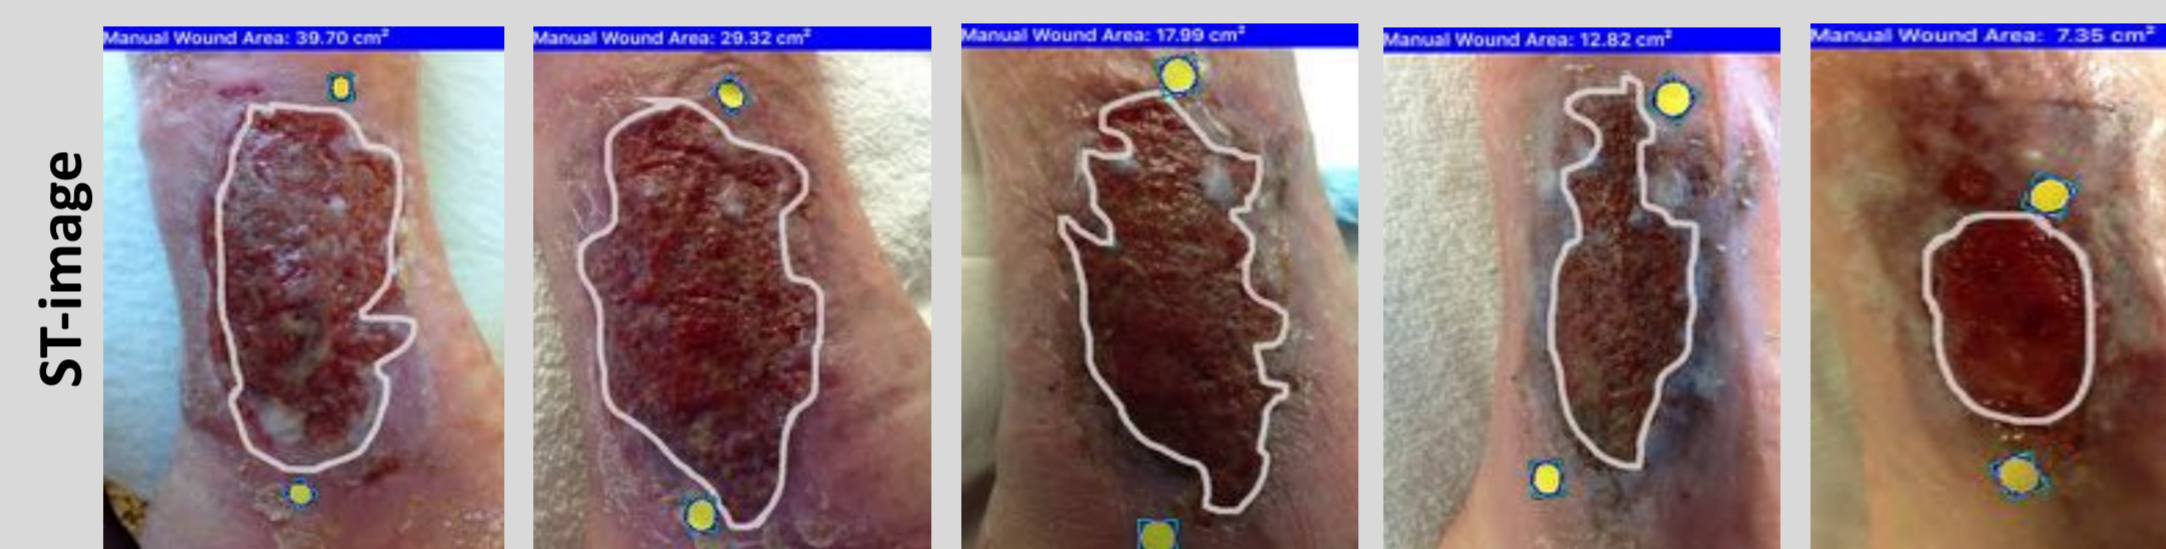 ST-image
Manual Wound Area: 39.70 cm²
Manual Wound Area: 29.32 cm²
Manual Wound Area: 17.99 cm²
Manual Wound Area: 12.82 cm²
Manual Wound Area: 7.35 cm²